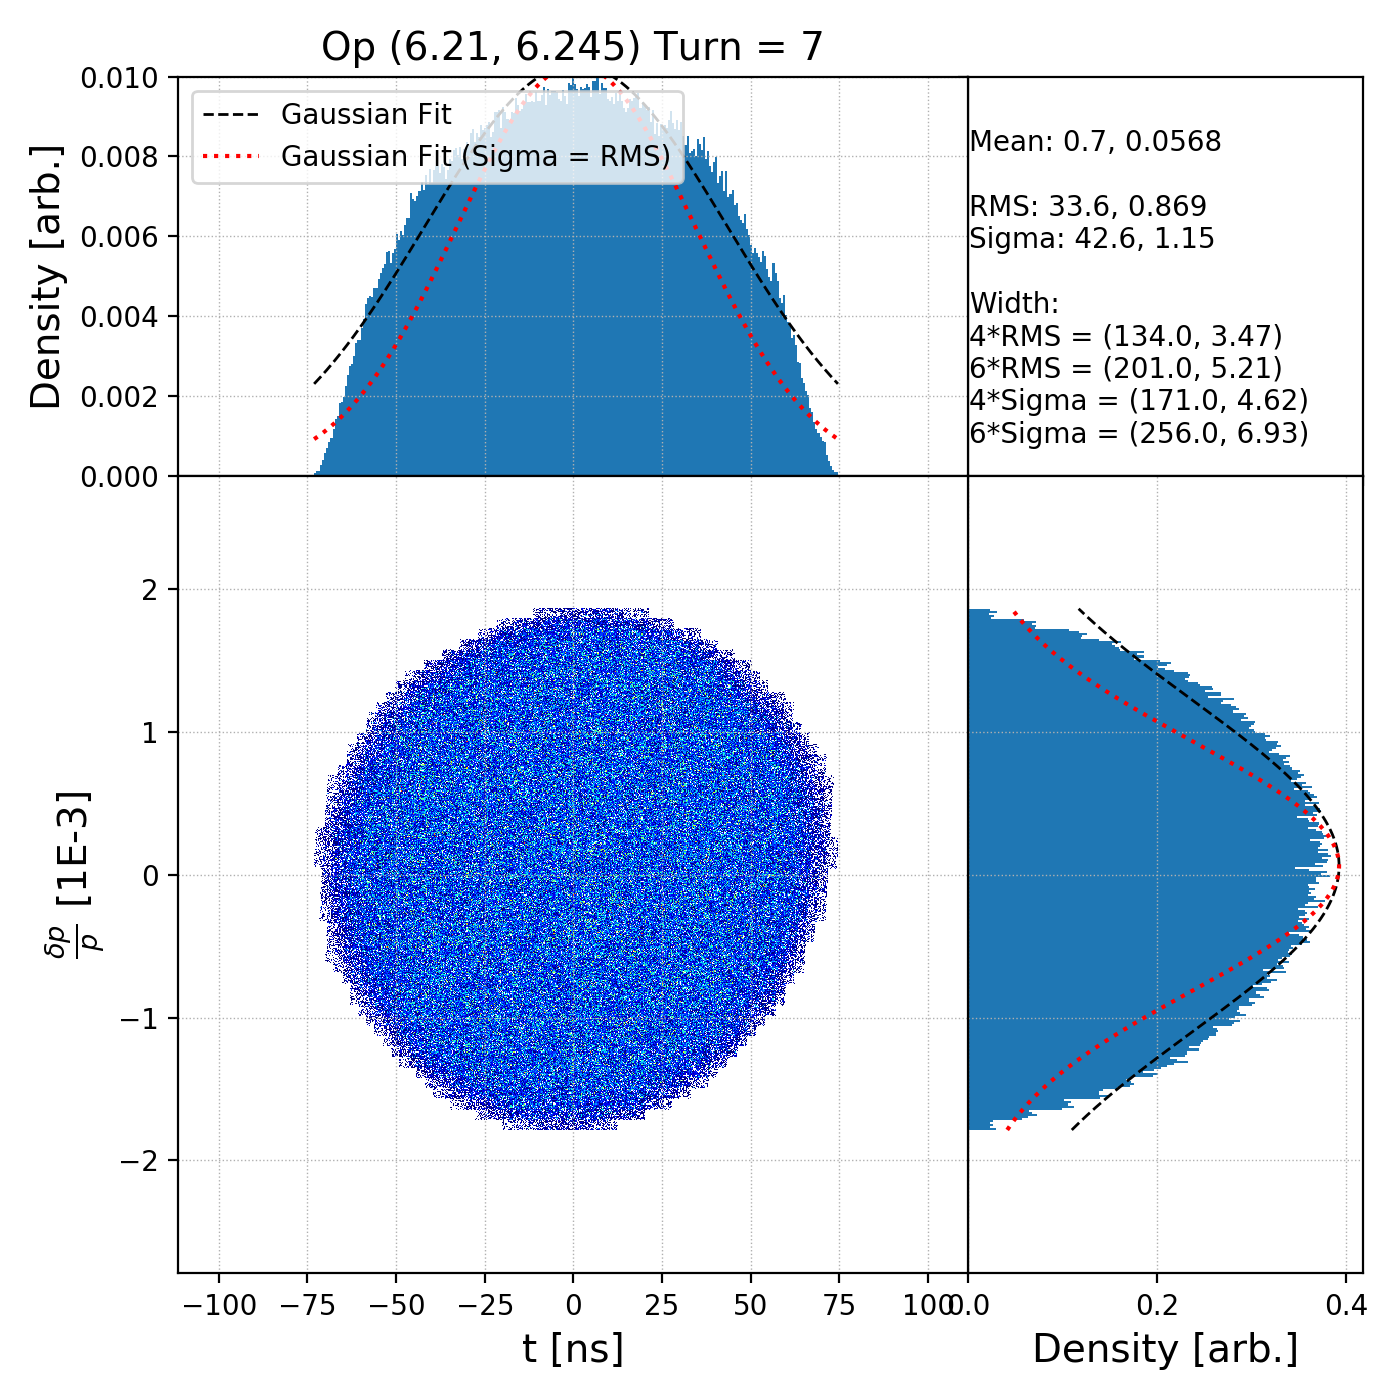 Op (6.21, 6.245) Turn = 7
0.010
0.008
0.006
0.004
0.002
0.000
Density [arb.]
Gaussian Fit
Gaussian Fit (Sigma = RMS)
Mean: 0.7, 0.0568
RMS: 33.6, 0.869
Sigma: 42.6, 1.15
Width:
4*RMS = (134.0, 3.47)
6*RMS = (201.0, 5.21)
4*Sigma = (171.0, 4.62)
6*Sigma = (256.0, 6.93)
2
1
0
−1
−2
δp/p [1E-3]
−100 −75 −50 −25 0 25 50 75 100
t [ns]
0.0 0.2 0.4
Density [arb.]